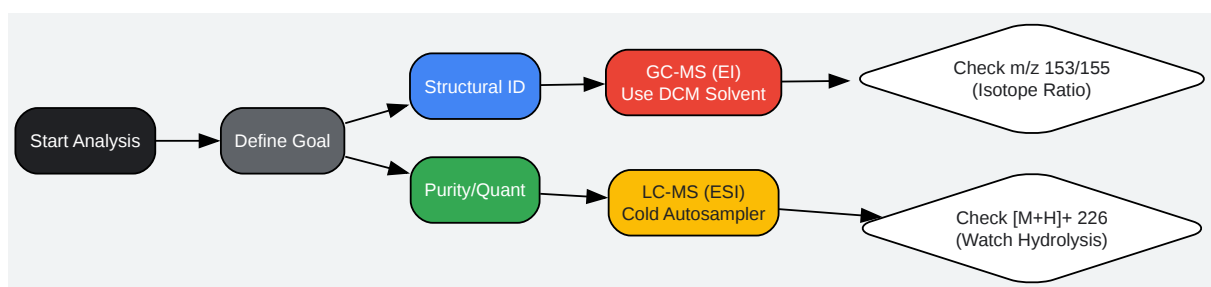 Start Analysis
Define Goal
Structural ID
GC-MS (EI)
Use DCM Solvent
Check m/z 153/155
(Isotope Ratio)
Purity/Quant
LC-MS (ESI)
Cold Autosampler
Check [M+H]+ 226
(Watch Hydrolysis)